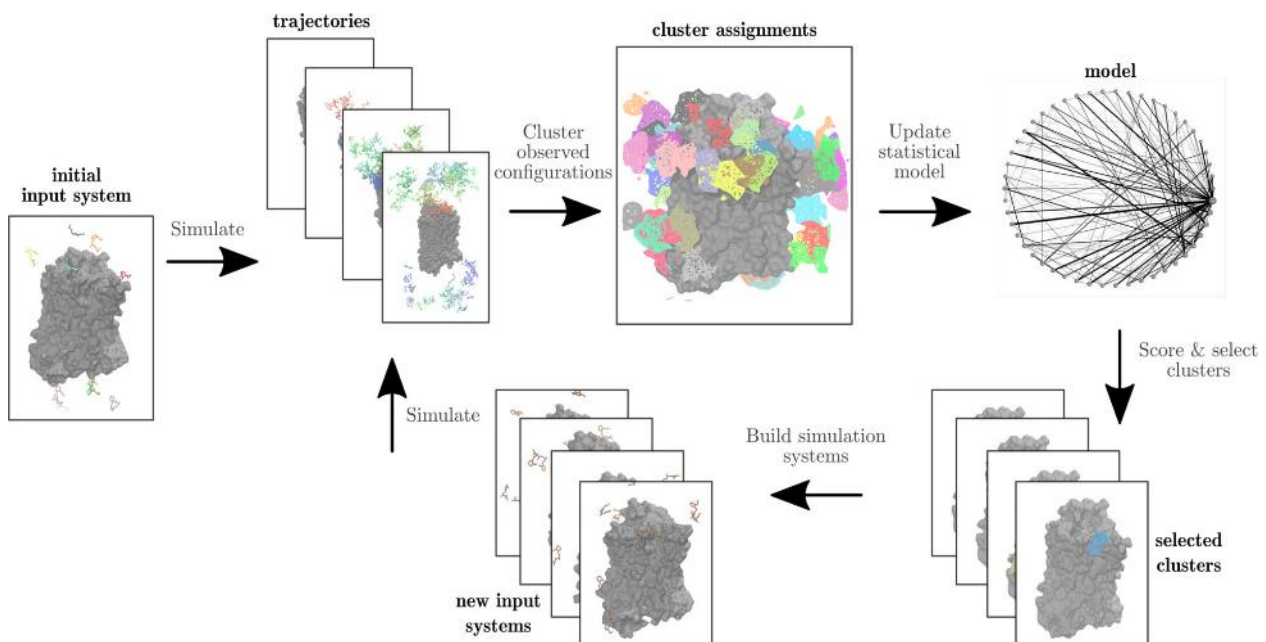 trajectories
cluster assignments
model
Cluster
observed
configurations
Update
statistical
model
initial
input system
Simulate
Score & select
clusters
Simulate
Build simulation
systems
selected
clusters
new input
systems